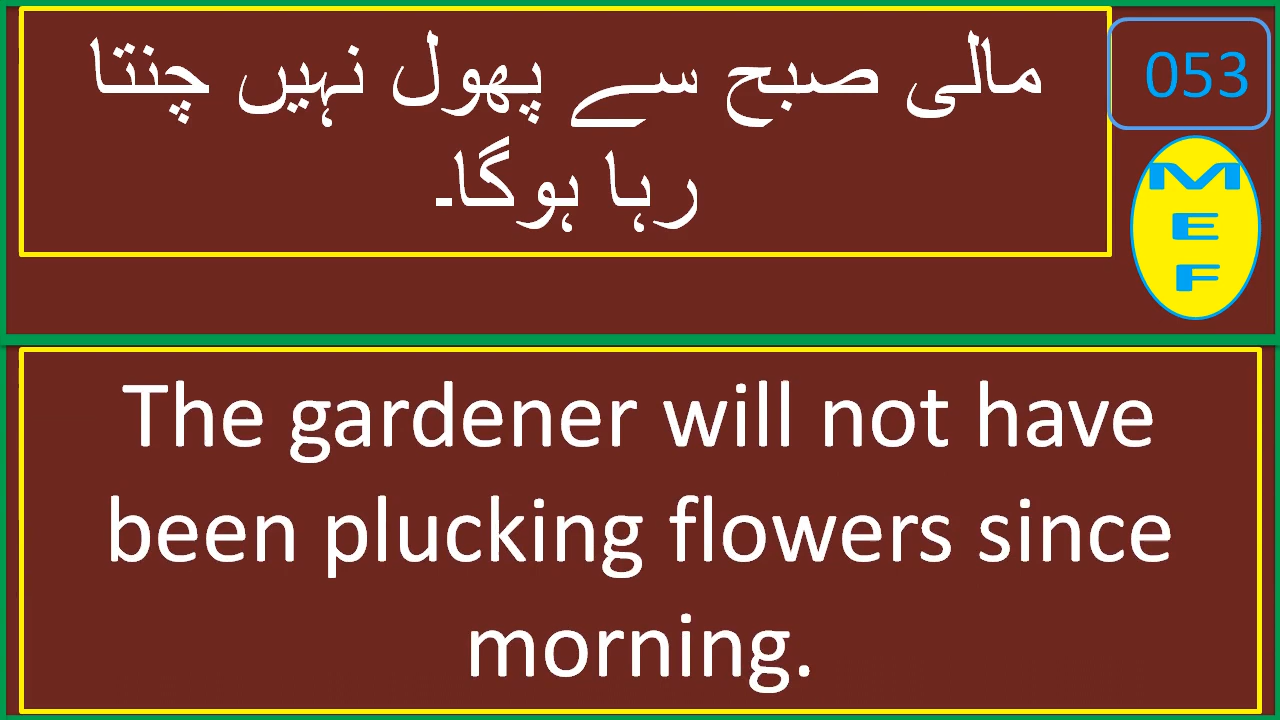 مالی صبح سے پھول نہیں چنتا
رہا ہوگا۔
053
M
E
F
The gardener will not have
been plucking flowers since
morning.